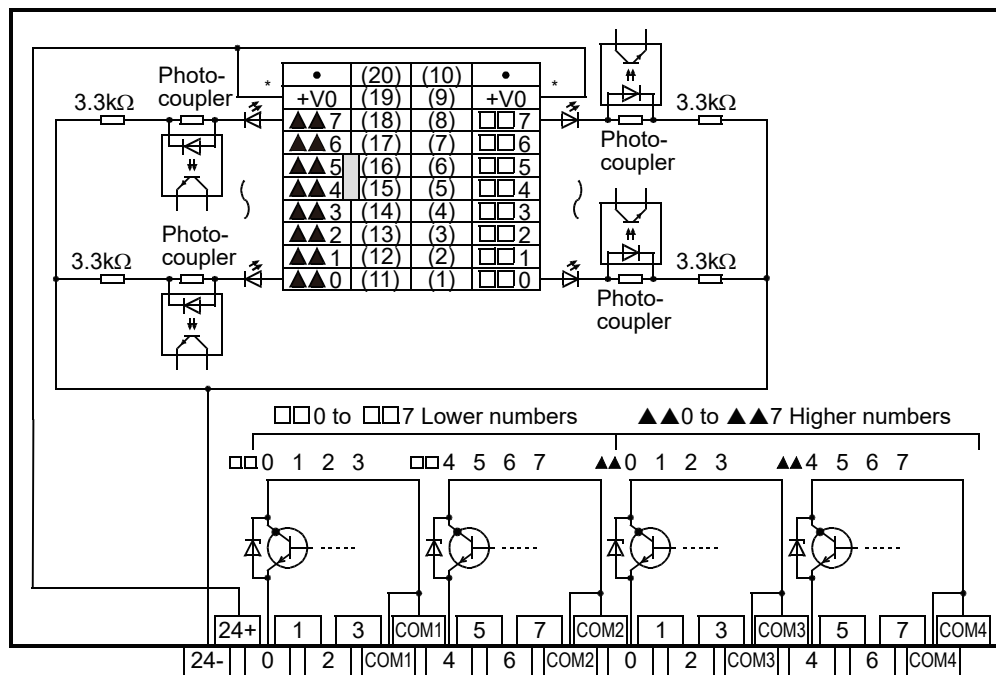 • (20) (10) •
* +V0 (19) (9) +V0 *
▲▲7 (18) (8) □□7
▲▲6 (17) (7) □□6
▲▲5 (16) (6) □□5
▲▲4 (15) (5) □□4
▲▲3 (14) (4) □□3
▲▲2 (13) (3) □□2
▲▲1 (12) (2) □□1
▲▲0 (11) (1) □□0
3.3kΩ
Photo-
coupler
Photo-
coupler
3.3kΩ
3.3kΩ
Photo-
coupler
Photo-
coupler
3.3kΩ
□□0 to □□7 Lower numbers ▲▲0 to ▲▲7 Higher numbers
□□0 1 2 3 □□4 5 6 7 ▲▲0 1 2 3 ▲▲4 5 6 7
24+ 1 3 COM1 5 7 COM2 1 3 COM3 5 7 COM4
24- 0 2 COM1 4 6 COM2 0 2 COM3 4 6 COM4